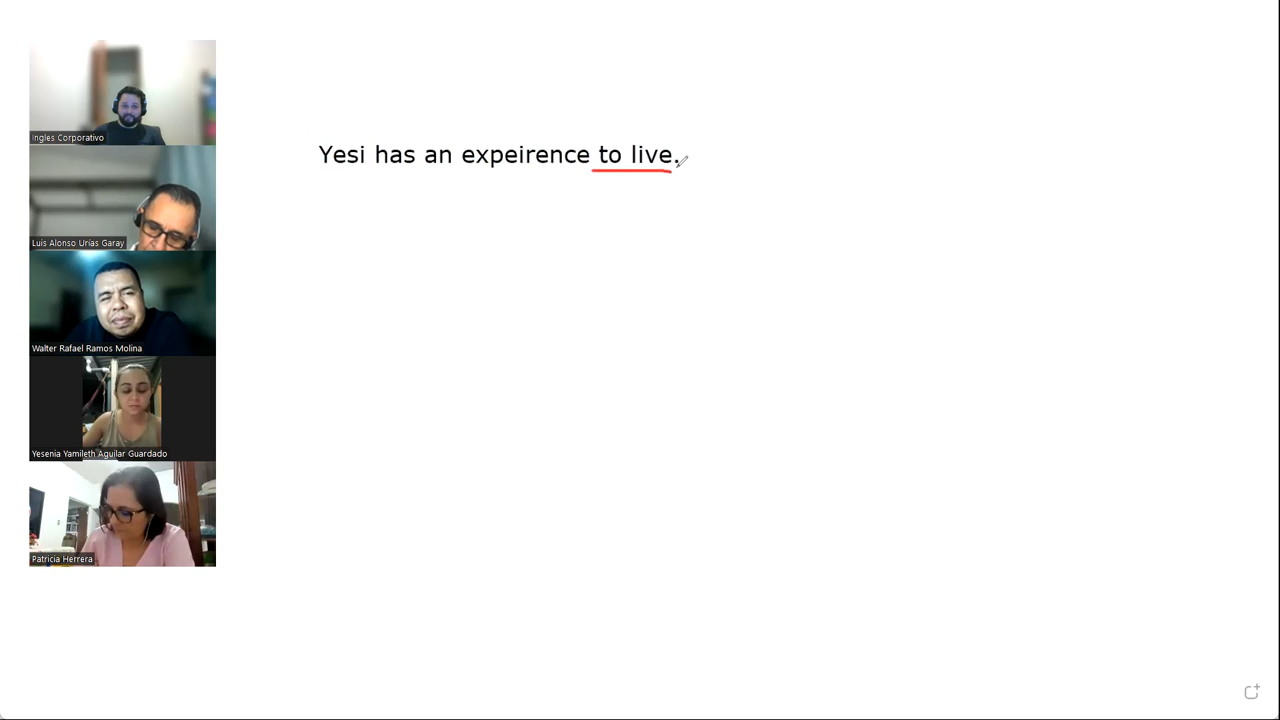 Ingles Corporativo
Yesi has an expeirence to live.
Luis Alonso Urías Garay
Walter Rafael Ramos Molina
Yesenia Yamileth Aguilar Guardado
Patricia Herrera